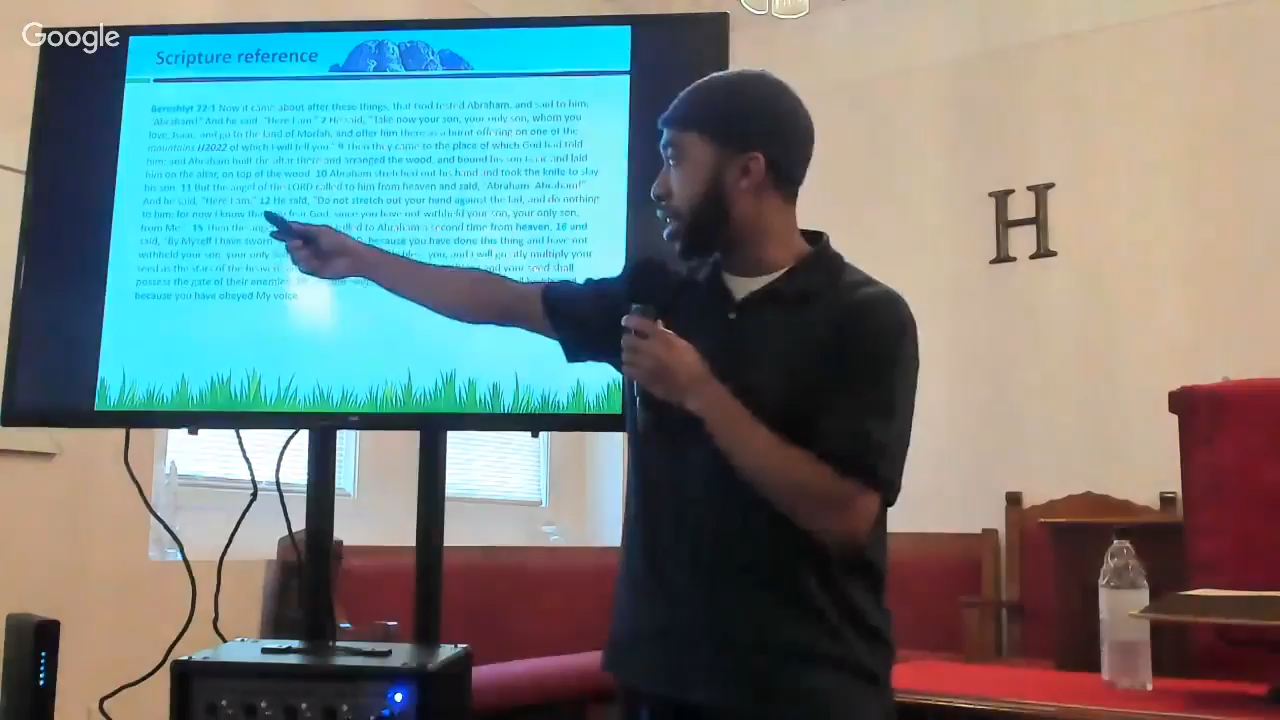 Google
Scripture reference
Bereshiyt 22:1 Now it came about after these things, that God tested Abraham, and said to him,
"Abraham!" And he said, "Here I am." 2 He said, "Take now your son, your only son, whom you
love, Isaac, and go to the land of Moriah, and offer him there as a burnt offering on one of the
mountains H2022 of which I will tell you." 9 Then they came to the place of which God had told
him; and Abraham built the altar there and arranged the wood, and bound his son Isaac and laid
him on the altar, on top of the wood. 10 Abraham stretched out his hand and took the knife to slay
his son. 11 But the angel of the LORD called to him from heaven and said, "Abraham, Abraham!"
And he said, "Here I am." 12 He said, "Do not stretch out your hand against the lad, and do nothing
to him; for now I know that fear God, since you have not withheld your son, your only son,
from Me." 15 Then the called to Abraham a second time from heaven, 16 and
said, "By Myself I have sworn because you have done this thing and have not
withheld your son, your only bless you, and I will greatly multiply your
seed as the stars of the heavens and your seed shall
possess the gate of their enemies.
because you have obeyed My voice
H